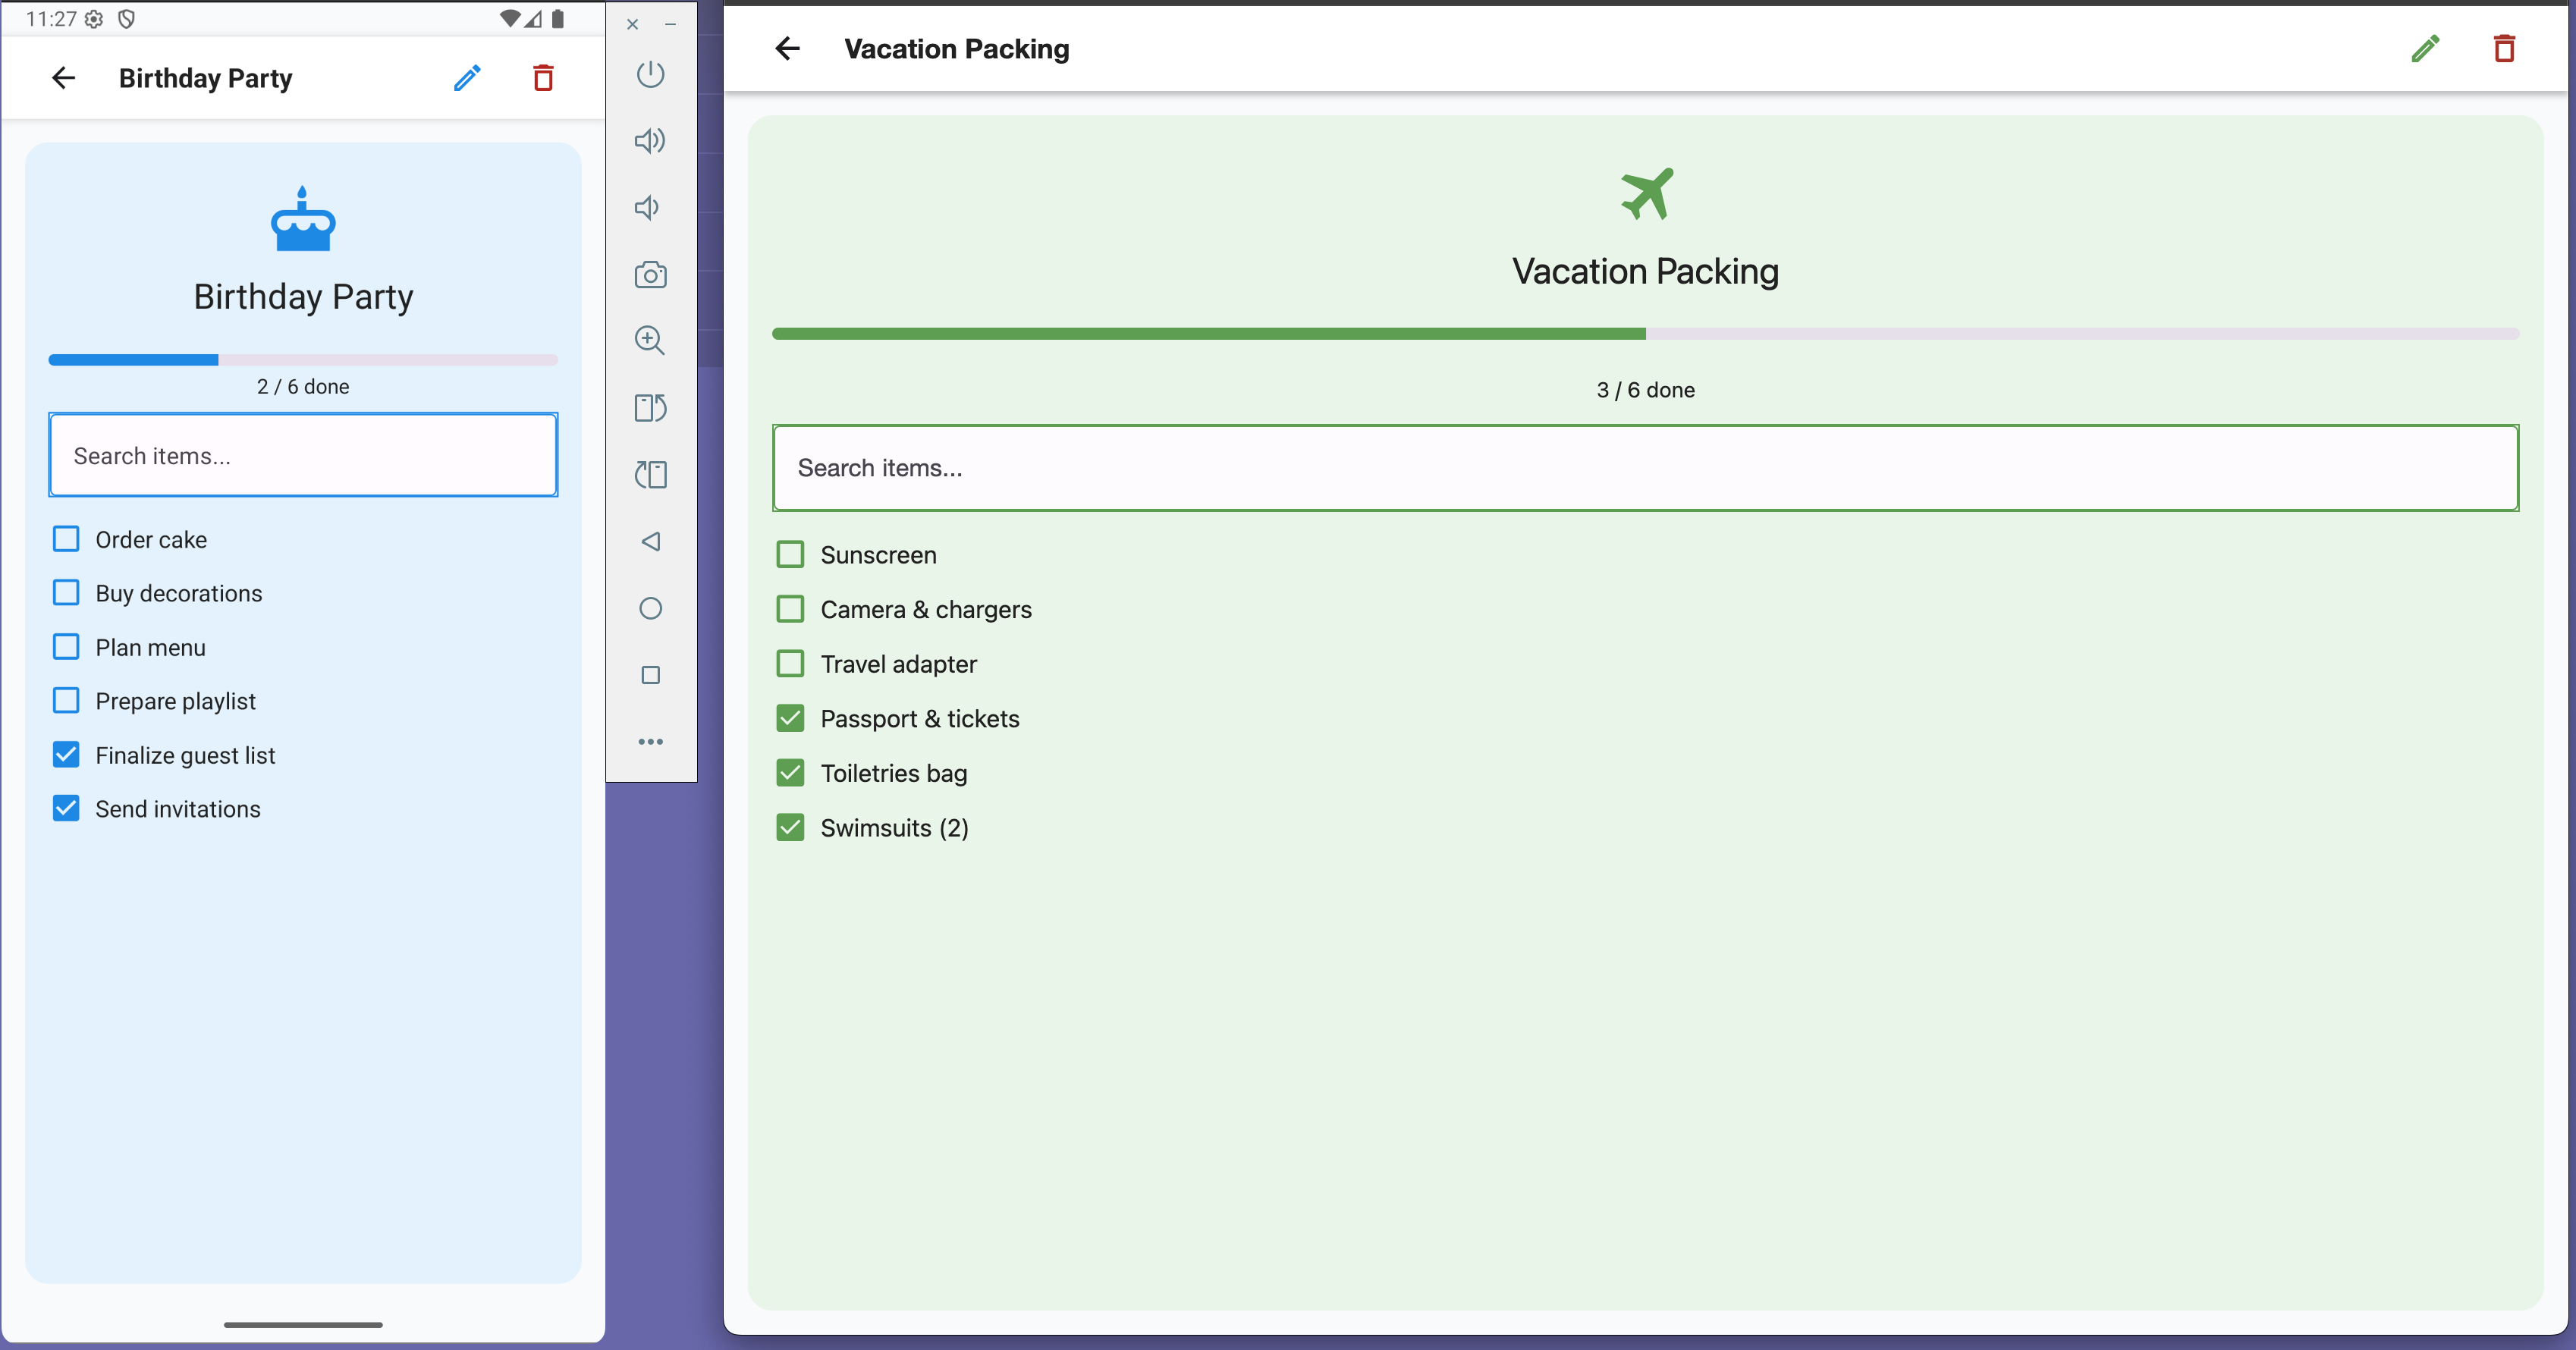 11:27
Birthday Party
Birthday Party
2 / 6 done
Search items...
Order cake
Buy decorations
Plan menu
Prepare playlist
Finalize guest list
Send invitations
Vacation Packing
Vacation Packing
3 / 6 done
Search items...
Sunscreen
Camera & chargers
Travel adapter
Passport & tickets
Toiletries bag
Swimsuits (2)